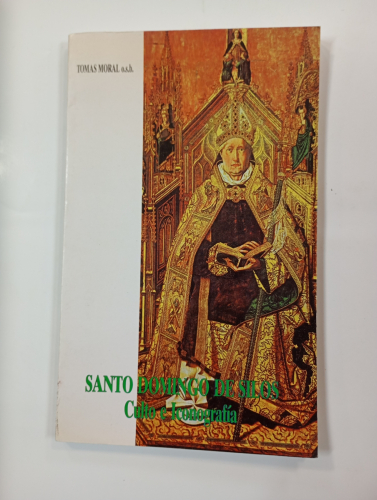 TOMAS MORAL o.s.b.
SANTO DOMINGO DE SILOS
Culto e Iconografía